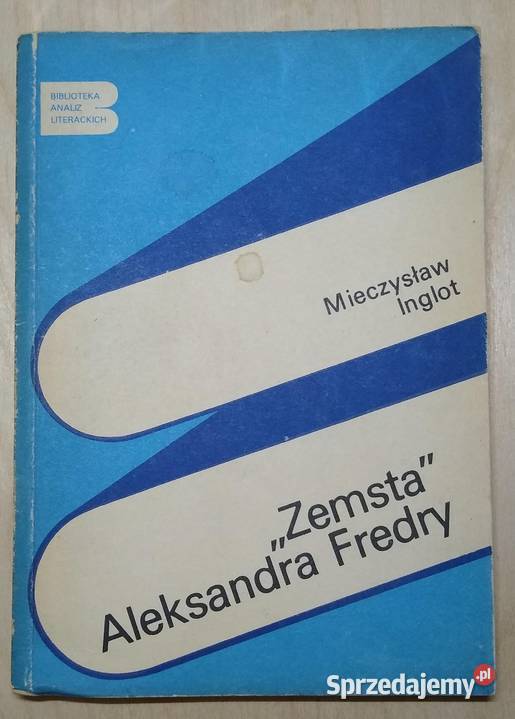 BIBLIOTEKA
ANALIZ
LITERACKICH
Mieczysław
Inglot
„Zemsta”
Aleksandra Fredry
Sprzedajemy.pl